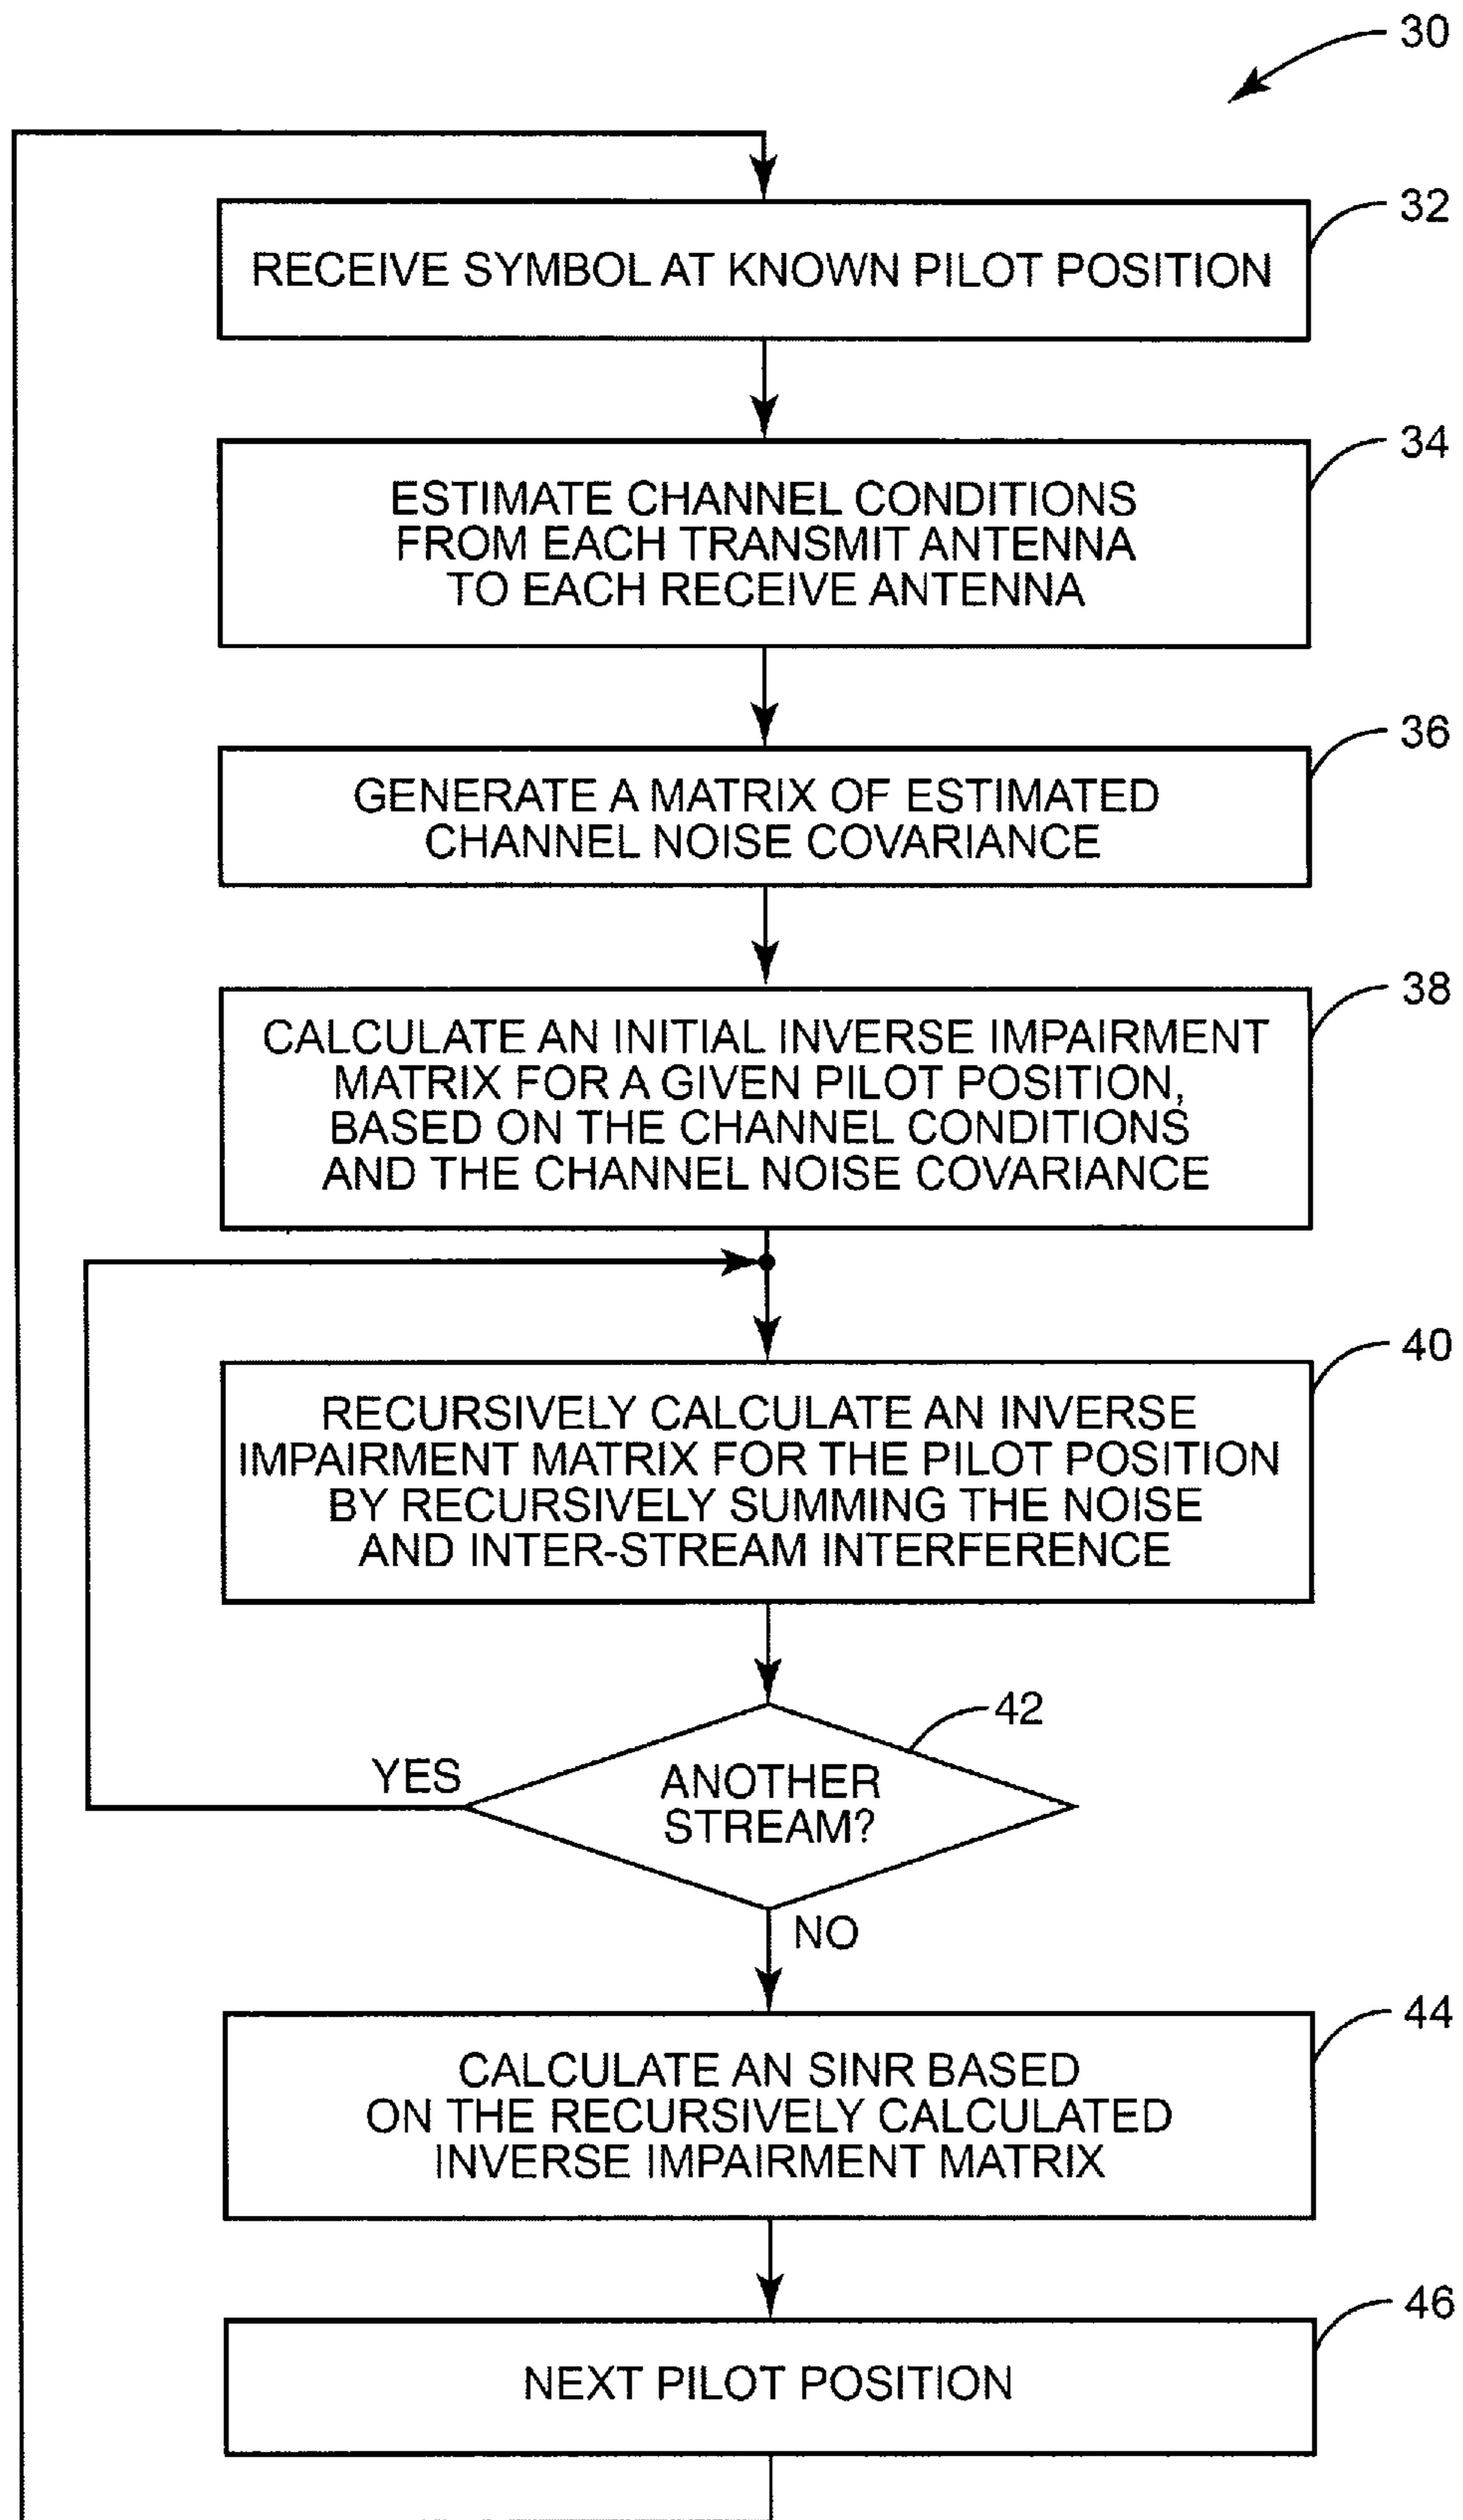 30
32
RECEIVE SYMBOL AT KNOWN PILOT POSITION
34
ESTIMATE CHANNEL CONDITIONS
FROM EACH TRANSMIT ANTENNA
TO EACH RECEIVE ANTENNA
36
GENERATE A MATRIX OF ESTIMATED
CHANNEL NOISE COVARIANCE
38
CALCULATE AN INITIAL INVERSE IMPAIRMENT
MATRIX FOR A GIVEN PILOT POSITION,
BASED ON THE CHANNEL CONDITIONS
AND THE CHANNEL NOISE COVARIANCE
40
RECURSIVELY CALCULATE AN INVERSE
IMPAIRMENT MATRIX FOR THE PILOT POSITION
BY RECURSIVELY SUMMING THE NOISE
AND INTER-STREAM INTERFERENCE
42
YES
ANOTHER
STREAM?
NO
44
CALCULATE AN SINR BASED
ON THE RECURSIVELY CALCULATED
INVERSE IMPAIRMENT MATRIX
46
NEXT PILOT POSITION